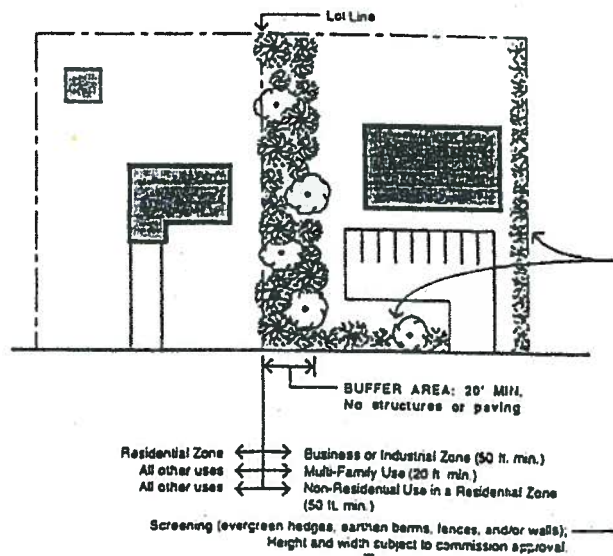 Lot Line
BUFFER AREA: 20' MIN.
No structures or paving
Residential Zone Business or Industrial Zone (50 ft. min.)
All other uses Multi-Family Use (20 ft. min.)
All other uses Non-Residential Use in a Residential Zone
(50 ft. min.)
Screening (evergreen hedges, earthen berms, fences, and/or walls);
Height and width subject to commission approval